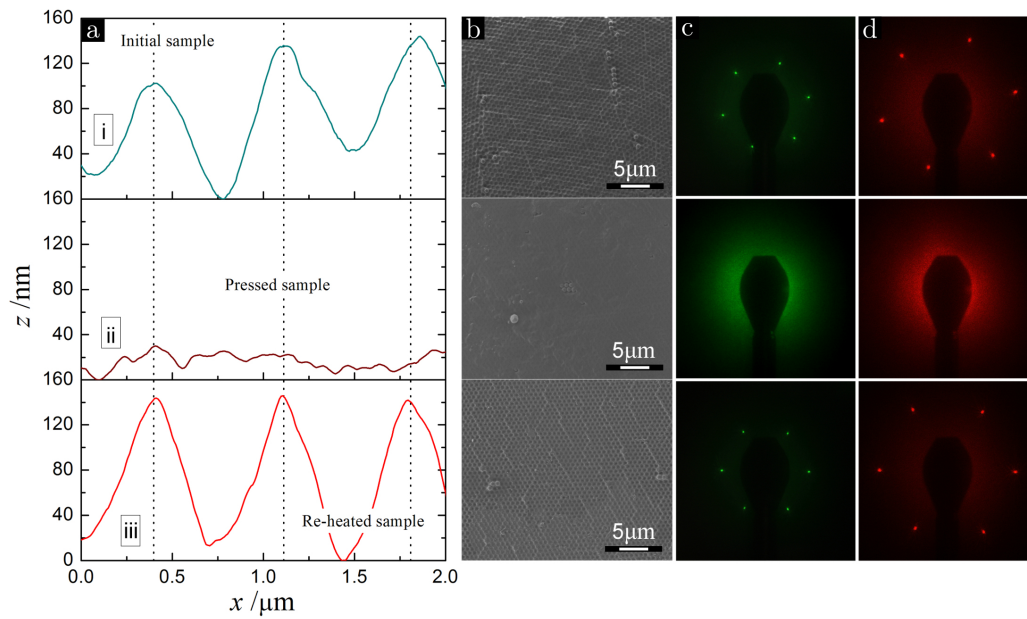 a
b
c
d
160
120
80
40
Initial sample
i
5μm
z /nm
160
120
80
40
Pressed sample
ii
5μm
160
120
80
40
0
Re-heated sample
iii
5μm
0.0 0.5 1.0 1.5 2.0
x /μm